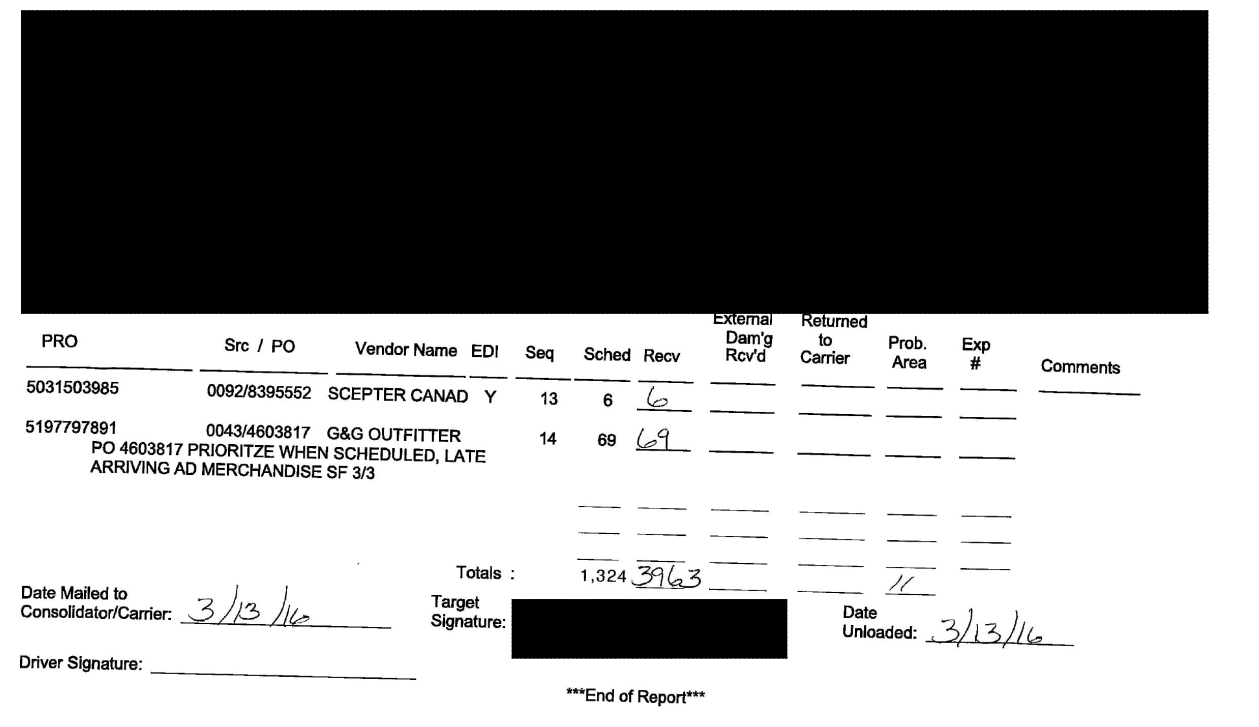 PRO Src / PO Vendor Name EDI Seq Sched Recv External Dam'g Rcv'd Returned to Carrier Prob. Area Exp # Comments
5031503985 0092/8395552 SCEPTER CANAD Y 13 6 6
5197797891 0043/4603817 G&G OUTFITTER 14 69 69
PO 4603817 PRIORITZE WHEN SCHEDULED, LATE
ARRIVING AD MERCHANDISE SF 3/3
Totals : 1,324 3963 11
Date Mailed to
Consolidator/Carrier: 3/13/16
Target
Signature:
Date
Unloaded: 3/13/16
Driver Signature:
***End of Report***